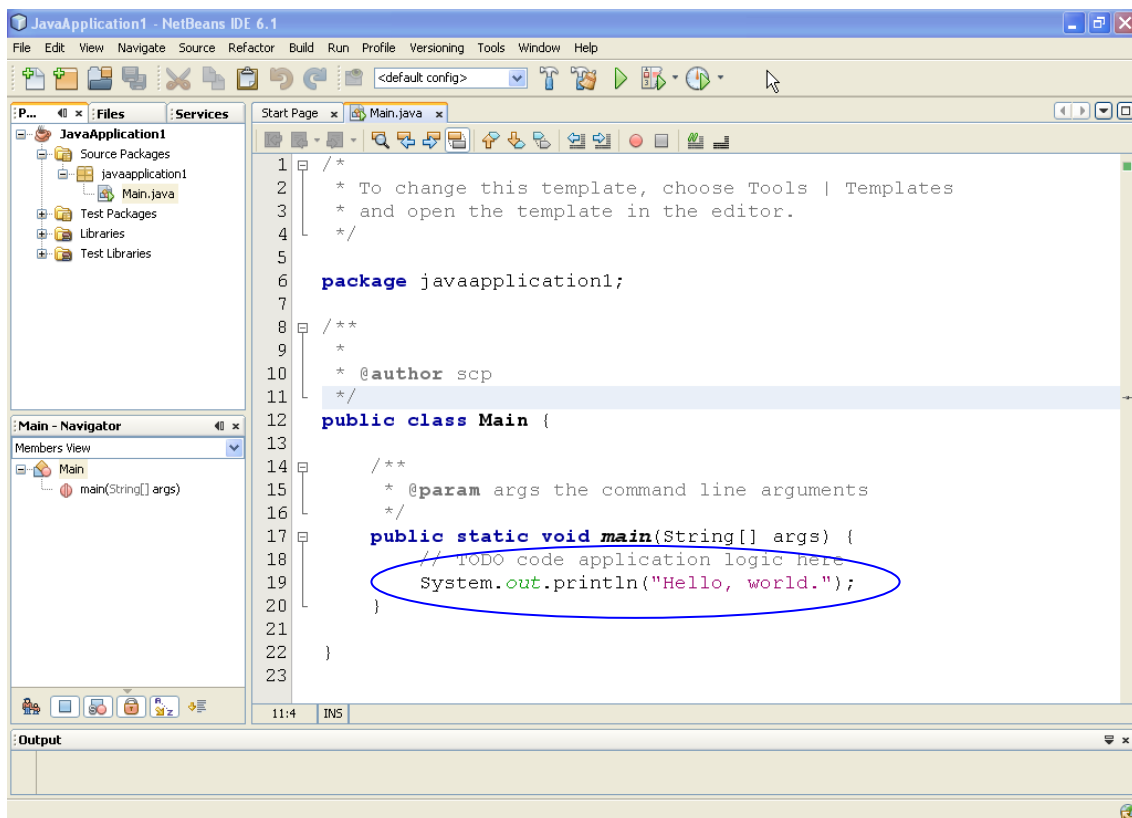 JavaApplication1 - NetBeans IDE 6.1
File Edit View Navigate Source Refactor Build Run Profile Versioning Tools Window Help
<default config>
P... Files Services
JavaApplication1
Source Packages
javaapplication1
Main.java
Test Packages
Libraries
Test Libraries
Main - Navigator
Members View
Main
main(String[] args)
Start Page Main.java
1 /*
2 * To change this template, choose Tools | Templates
3 * and open the template in the editor.
4 */
5
6 package javaapplication1;
7
8 /**
9 *
10 * @author scp
11 */
12 public class Main {
13
14 /**
15 * @param args the command line arguments
16 */
17 public static void main(String[] args) {
18 // TODO code application logic here
19 System.out.println("Hello, world.");
20 }
21
22 }
23
11:4 INS
Output